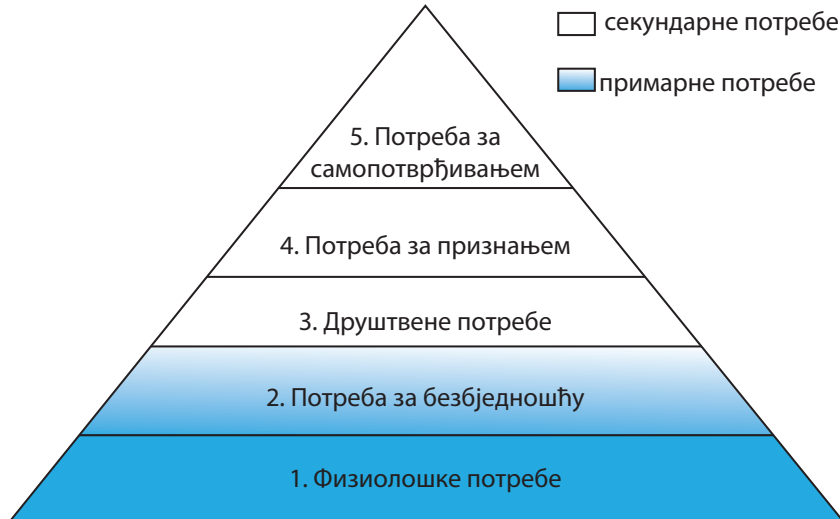 секундарне потребе
примарне потребе
5. Потреба за
самопотврђивањем
4. Потреба за признањем
3. Друштвене потребе
2. Потреба за безбједношћу
1. Физиолошке потребе